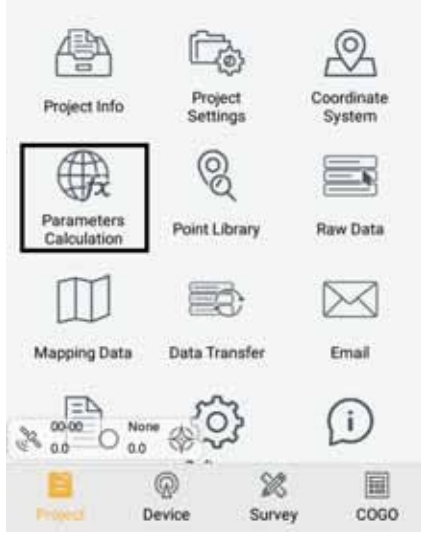 Project Info
Project
Settings
Coordinate
System
fx
Parameters
Calculation
Point Library
Raw Data
Mapping Data
Data Transfer
Email
00-00
None
0.0
0.0
Project
Device
Survey
COGO